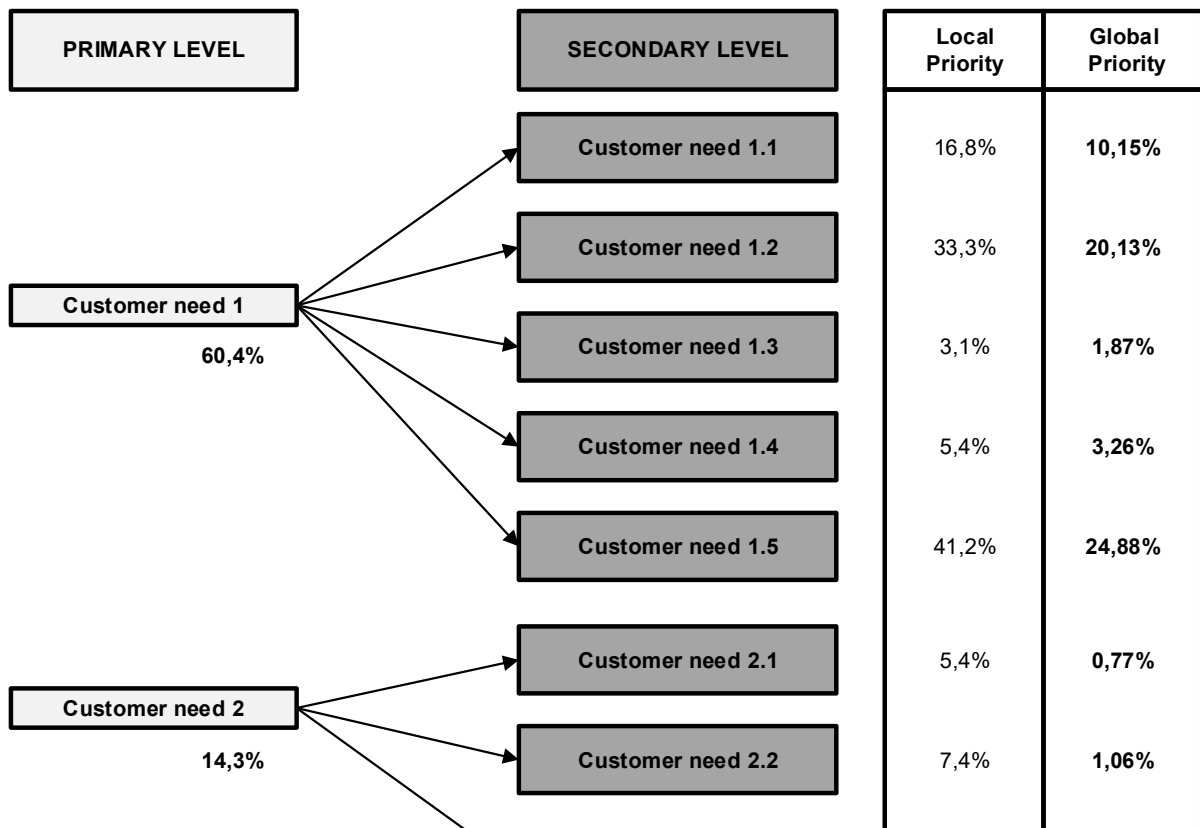 PRIMARY LEVEL
SECONDARY LEVEL
Local
Priority
Global
Priority
Customer need 1.1
16,8%
10,15%
Customer need 1.2
33,3%
20,13%
Customer need 1
60,4%
Customer need 1.3
3,1%
1,87%
Customer need 1.4
5,4%
3,26%
Customer need 1.5
41,2%
24,88%
Customer need 2.1
5,4%
0,77%
Customer need 2
14,3%
Customer need 2.2
7,4%
1,06%